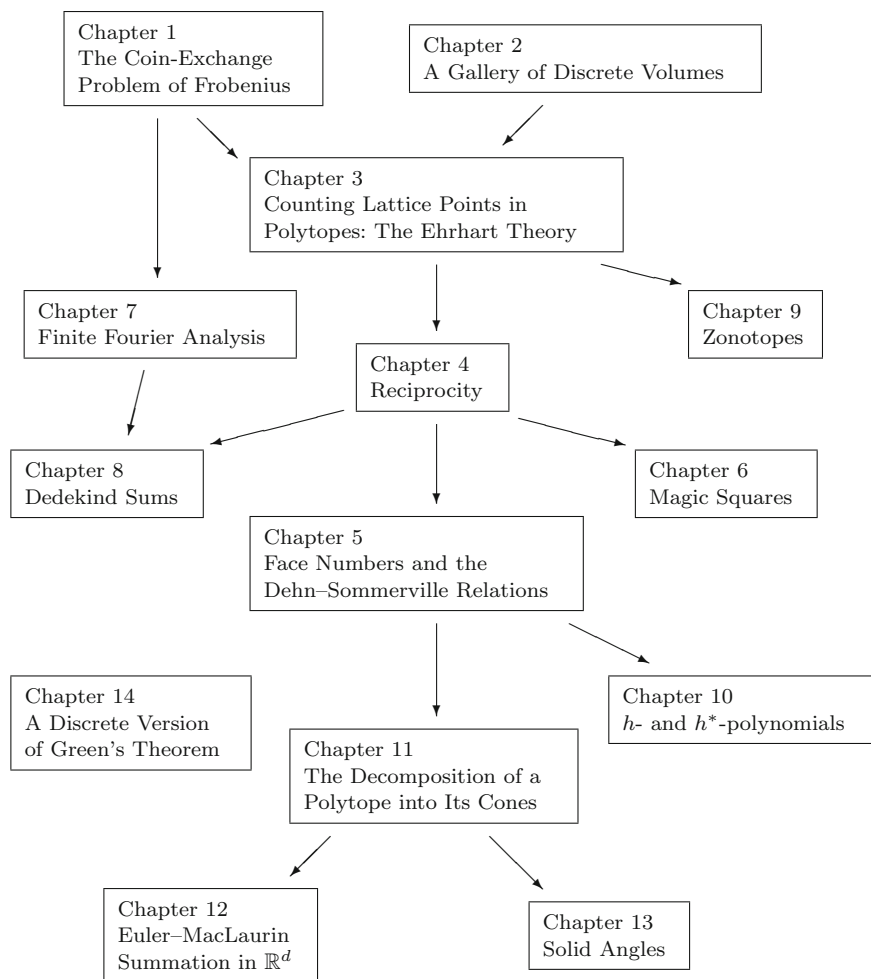 Chapter 1
The Coin-Exchange
Problem of Frobenius
Chapter 2
A Gallery of Discrete Volumes
Chapter 3
Counting Lattice Points in
Polytopes: The Ehrhart Theory
Chapter 7
Finite Fourier Analysis
Chapter 9
Zonotopes
Chapter 4
Reciprocity
Chapter 8
Dedekind Sums
Chapter 6
Magic Squares
Chapter 5
Face Numbers and the
Dehn–Sommerville Relations
Chapter 14
A Discrete Version
of Green's Theorem
Chapter 10
h- and h*-polynomials
Chapter 11
The Decomposition of a
Polytope into Its Cones
Chapter 12
Euler–MacLaurin
Summation in ℝᵈ
Chapter 13
Solid Angles